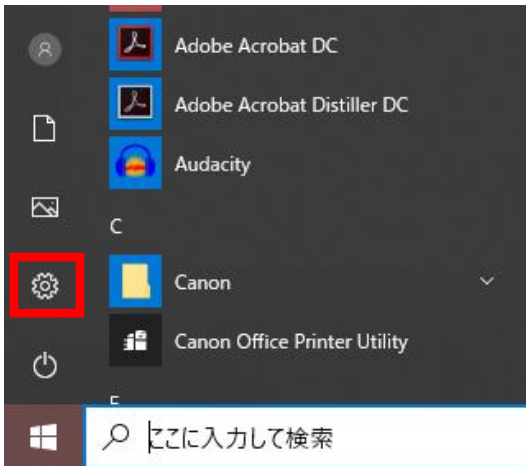 Adobe Acrobat DC
Adobe Acrobat Distiller DC
Audacity
C
Canon
Canon Office Printer Utility
ここに入力して検索